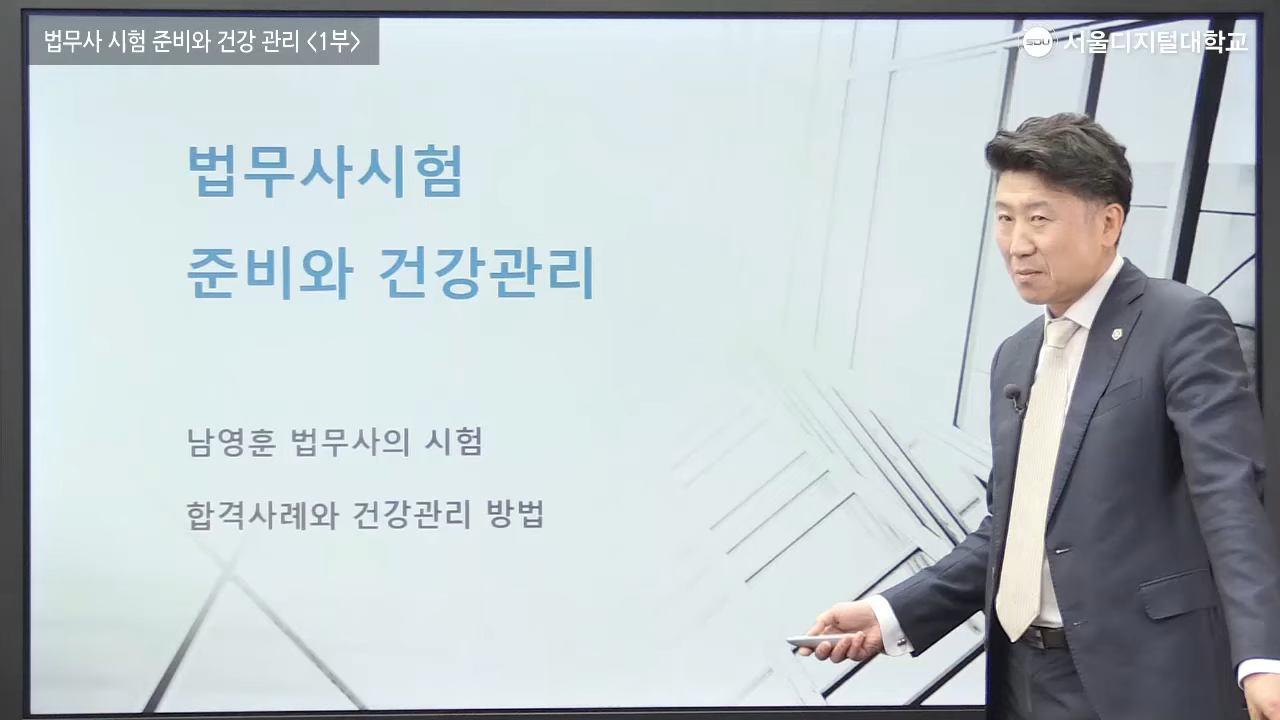 법무사 시험 준비와 건강 관리 <1부>
SDU 서울디지털대학교
법무사시험
준비와 건강관리
남영훈 법무사의 시험
합격사례와 건강관리 방법